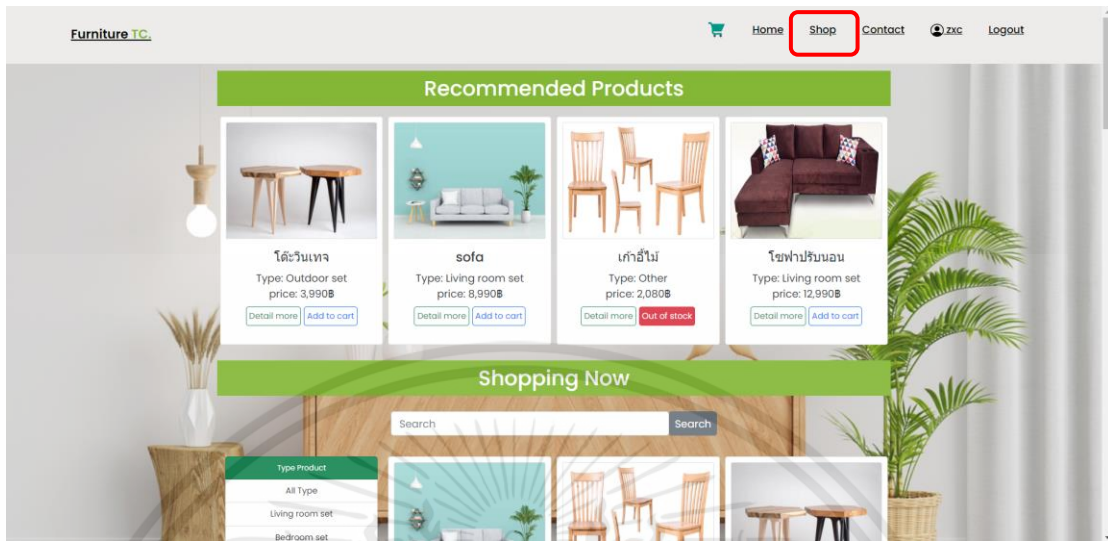 Furniture TC.
Home Shop Contact zxc Logout
Recommended Products
โต๊ะวินเทจ
Type: Outdoor set
price: 3,990฿
Detail more Add to cart
sofa
Type: Living room set
price: 8,990฿
Detail more Add to cart
เก้าอี้ไม้
Type: Other
price: 2,080฿
Detail more Out of stock
โซฟาปรับนอน
Type: Living room set
price: 12,990฿
Detail more Add to cart
Shopping Now
Search Search
Type Product
All Type
Living room set
Bedroom set